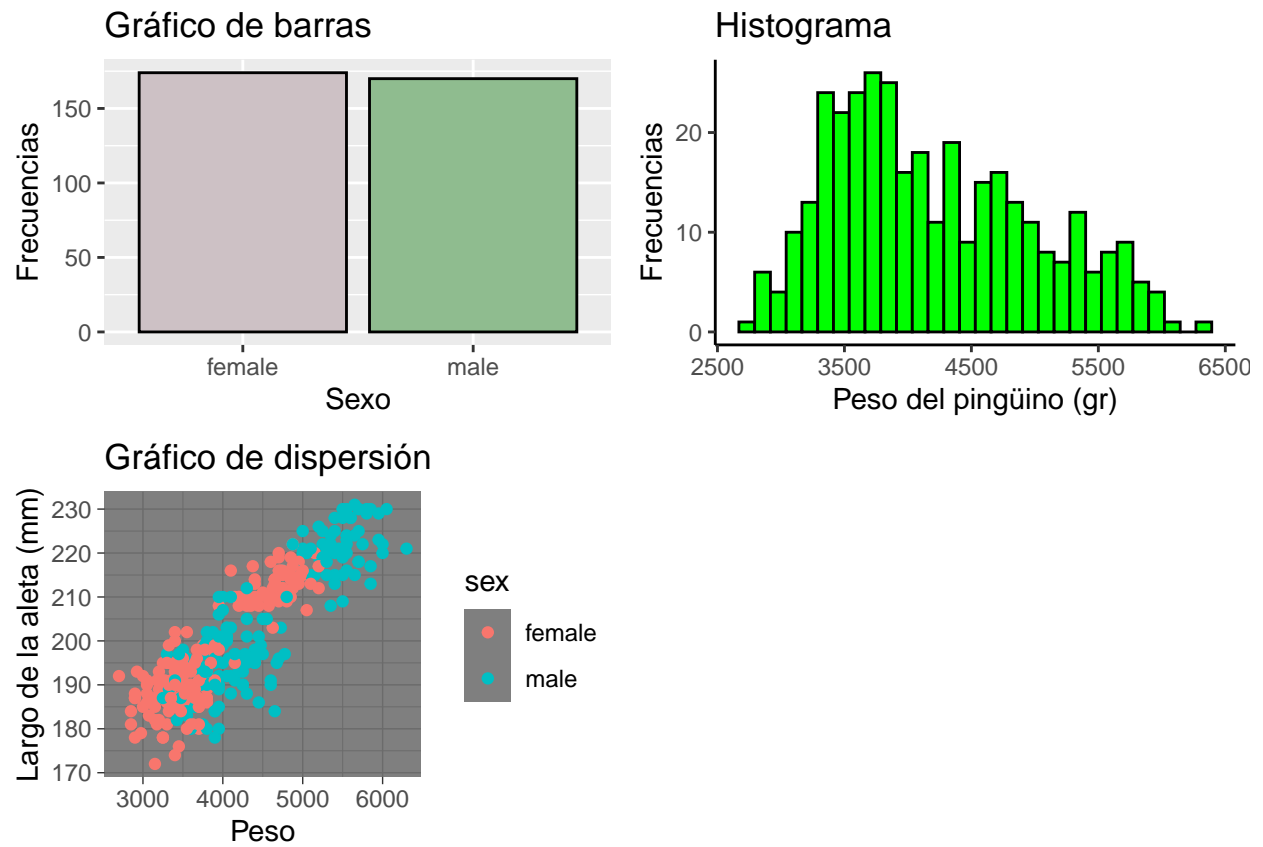 Gráfico de barras
Frecuencias
150
100
50
0
female male
Sexo
Histograma
Frecuencias
20
10
0
2500 3500 4500 5500 6500
Peso del pingüino (gr)
Gráfico de dispersión
Largo de la aleta (mm)
230
220
210
200
190
180
170
3000 4000 5000 6000
Peso
sex
female
male